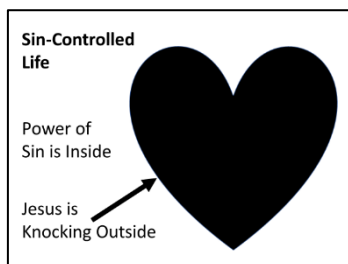 Sin-Controlled
Life
Power of
Sin is Inside
Jesus is
Knocking Outside